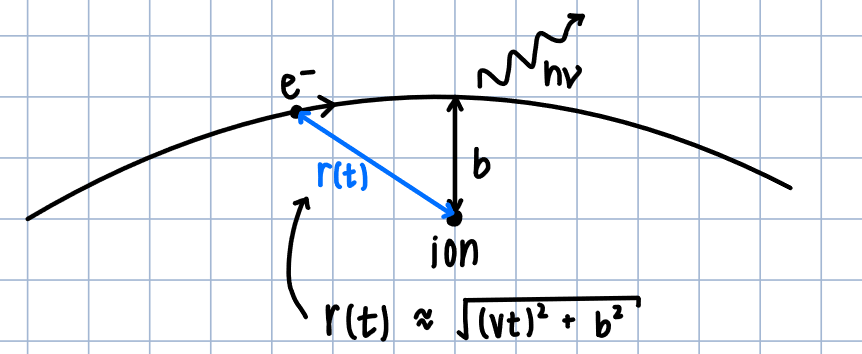 hν
e⁻
r(t)
b
ion
r(t) ≈ √(vt)² + b²